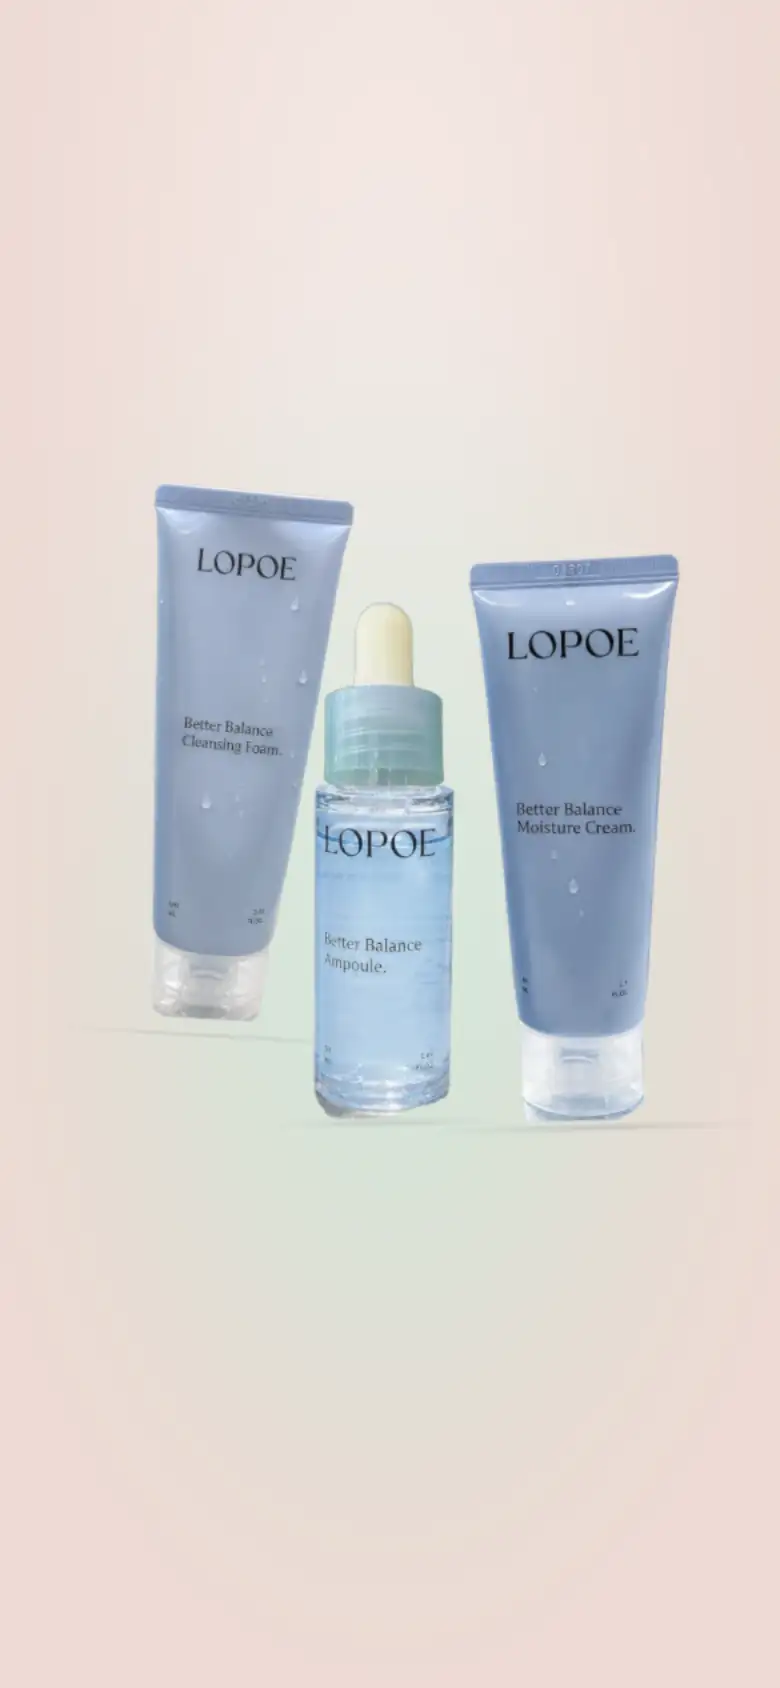 LOPOE
Better Balance
Cleansing Foam.
LOPOE
Better Balance
Ampoule.
LOPOE
Better Balance
Moisture Cream.